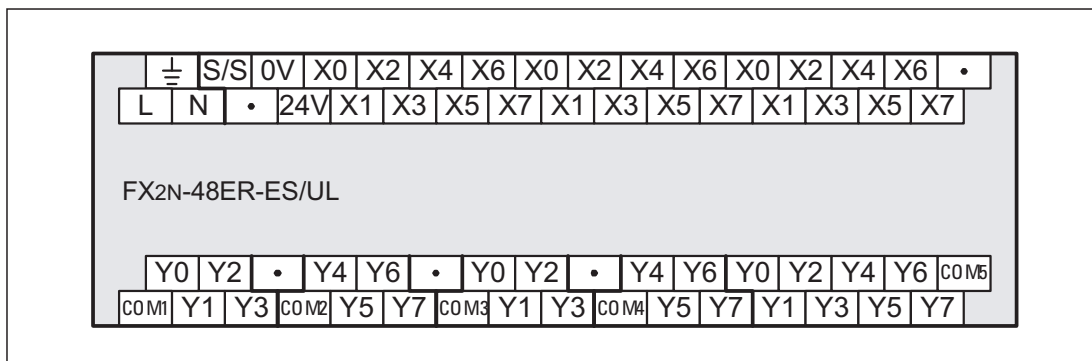 ⏚ S/S 0V X0 X2 X4 X6 X0 X2 X4 X6 X0 X2 X4 X6 •
L N • 24V X1 X3 X5 X7 X1 X3 X5 X7 X1 X3 X5 X7
FX2N-48ER-ES/UL
Y0 Y2 • Y4 Y6 • Y0 Y2 • Y4 Y6 Y0 Y2 Y4 Y6 COM5
COM1 Y1 Y3 COM2 Y5 Y7 COM3 Y1 Y3 COM4 Y5 Y7 Y1 Y3 Y5 Y7